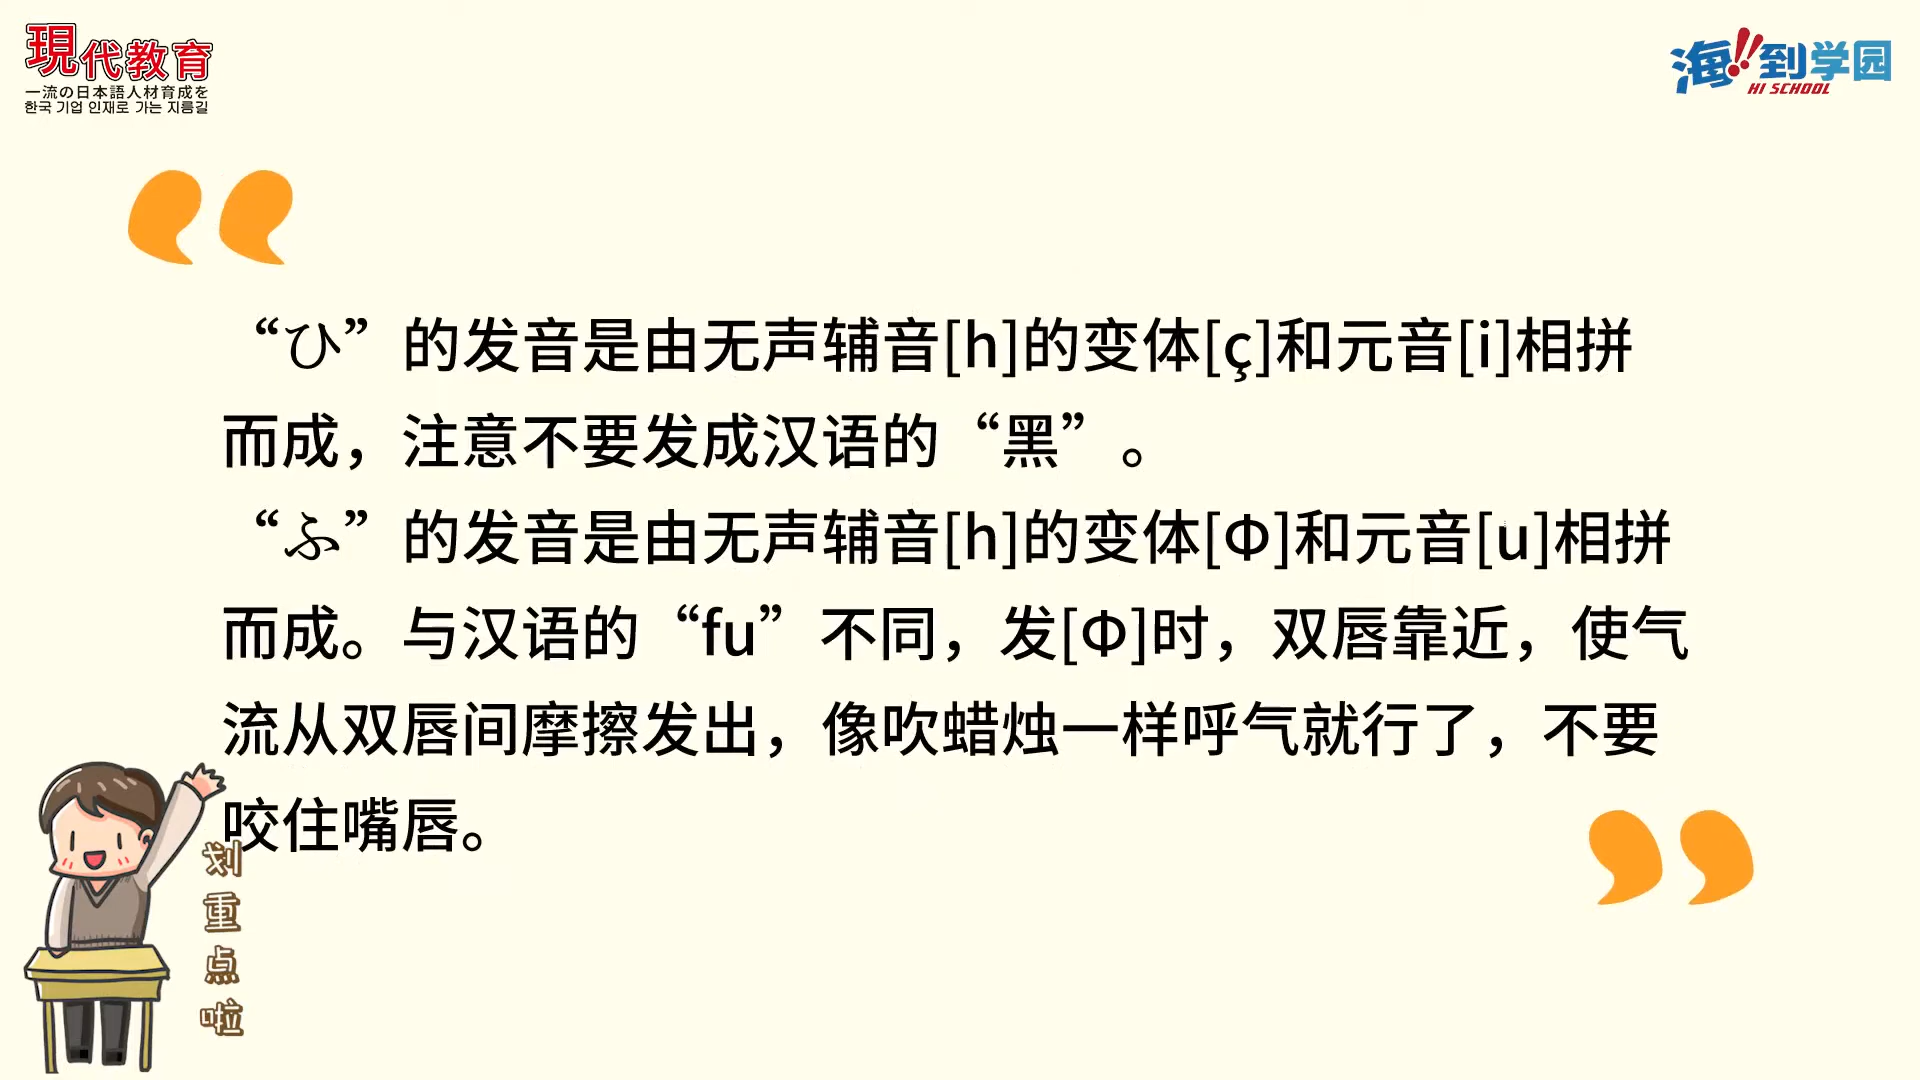 現代教育
一流の日本語人材育成を
한국 기업 인재로 가는 지름길
海!!到学园
HI SCHOOL
“ひ”的发音是由无声辅音[h]的变体[ç]和元音[i]相拼
而成，注意不要发成汉语的“黑”。
“ふ”的发音是由无声辅音[h]的变体[Φ]和元音[u]相拼
而成。与汉语的“fu”不同，发[Φ]时，双唇靠近，使气
流从双唇间摩擦发出，像吹蜡烛一样呼气就行了，不要
咬住嘴唇。
划重点啦